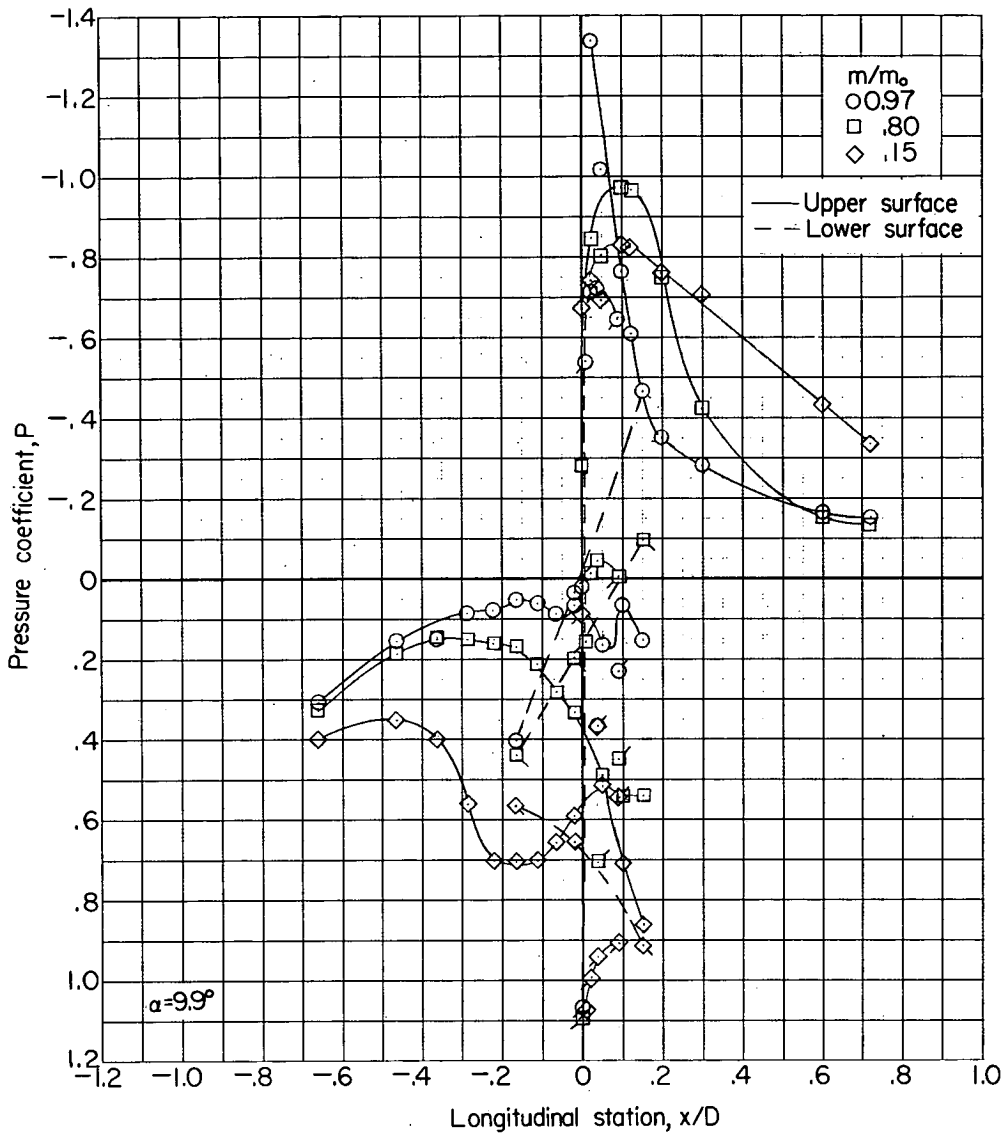 -1.4
-1.2
-1.0
-.8
-.6
-.4
-.2
0
.2
.4
.6
.8
1.0
1.2
Pressure coefficient, P
m/m₀
0.97
.80
.15
Upper surface
Lower surface
α=9.9°
-1.2 -1.0 -.8 -.6 -.4 -.2 0 .2 .4 .6 .8 1.0
Longitudinal station, x/D